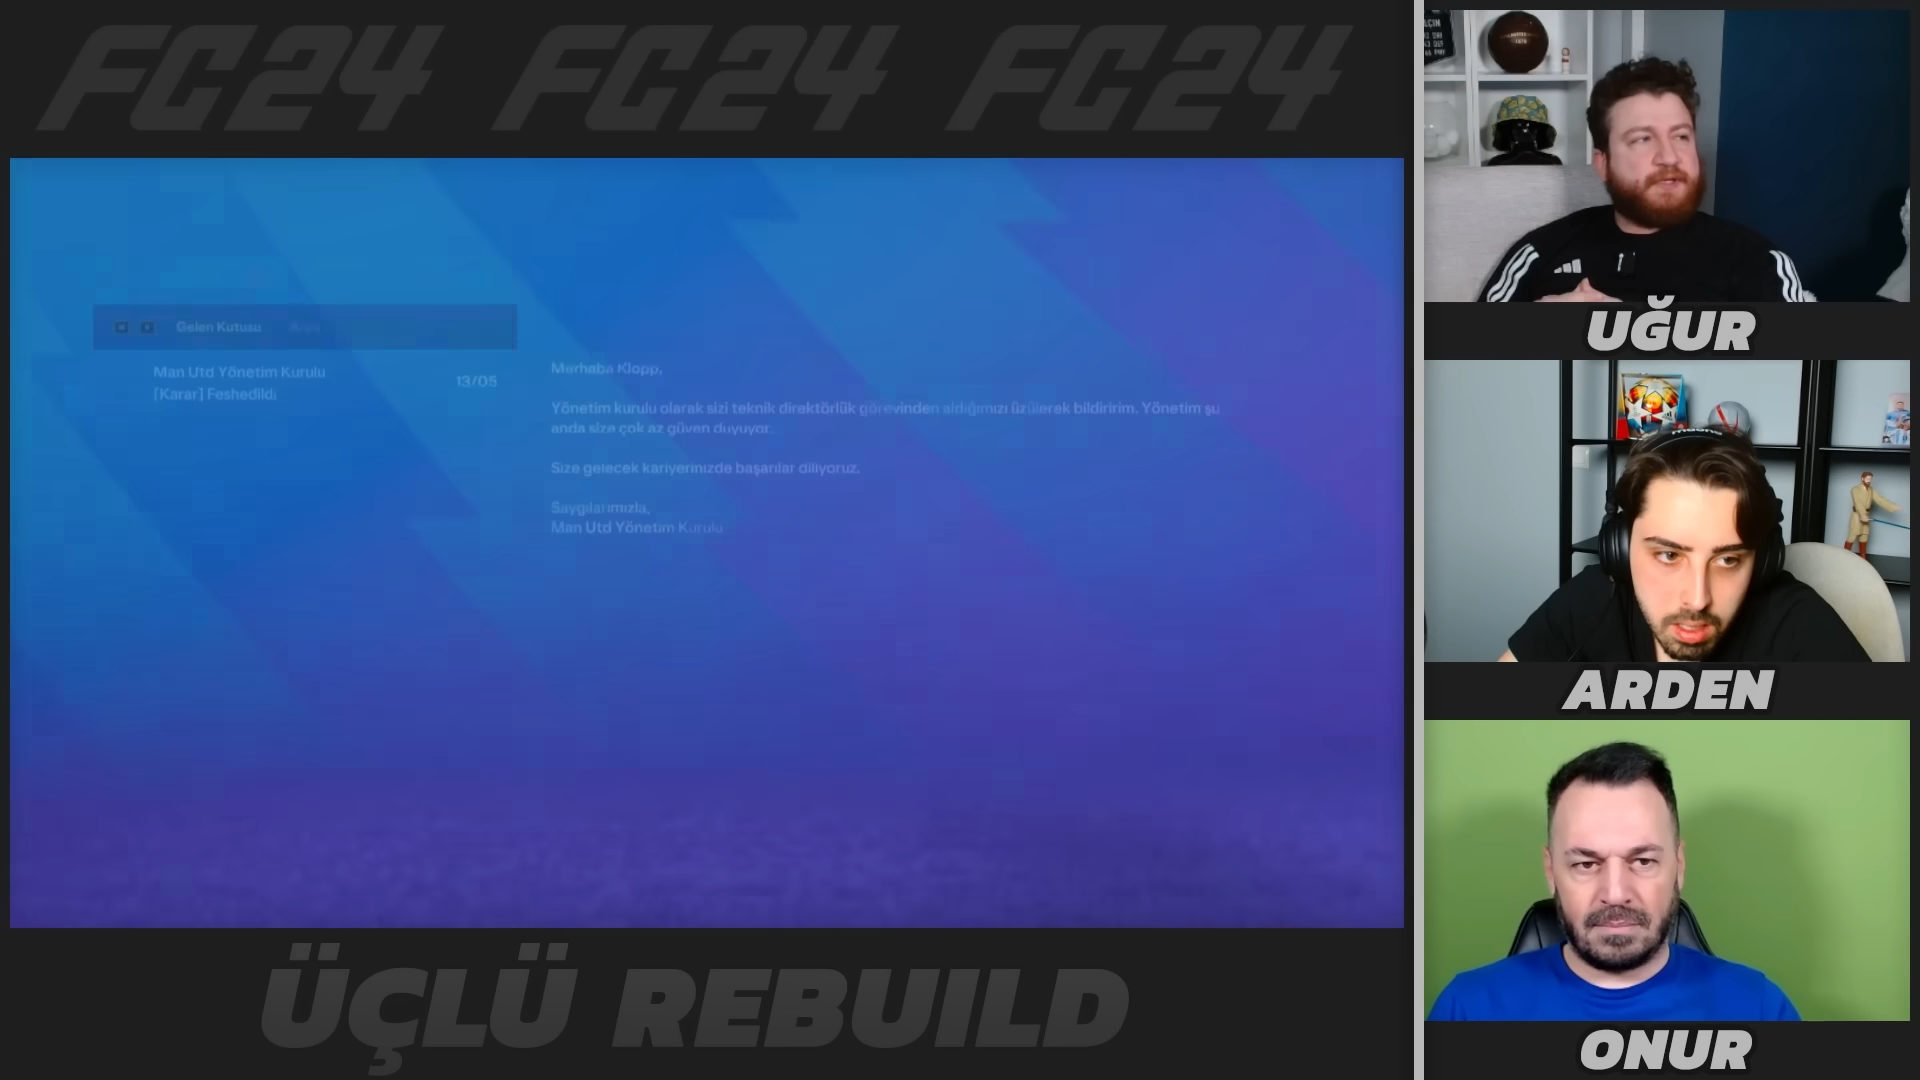 FC24 FC24 FC24
Gelen Kutusu
Man Utd Yönetim Kurulu
[Karar] Feshedildi
13/05
Merhaba Klopp,
Yönetim kurulu olarak sizi teknik direktörlük görevinden aldığımızı üzülerek bildiririm. Yönetim şu
anda size çok az güven duyuyor.
Size gelecek kariyerinizde başarılar diliyoruz.
Saygılarımızla,
Man Utd Yönetim Kurulu
ÜÇLÜ REBUILD
UĞUR
ARDEN
ONUR